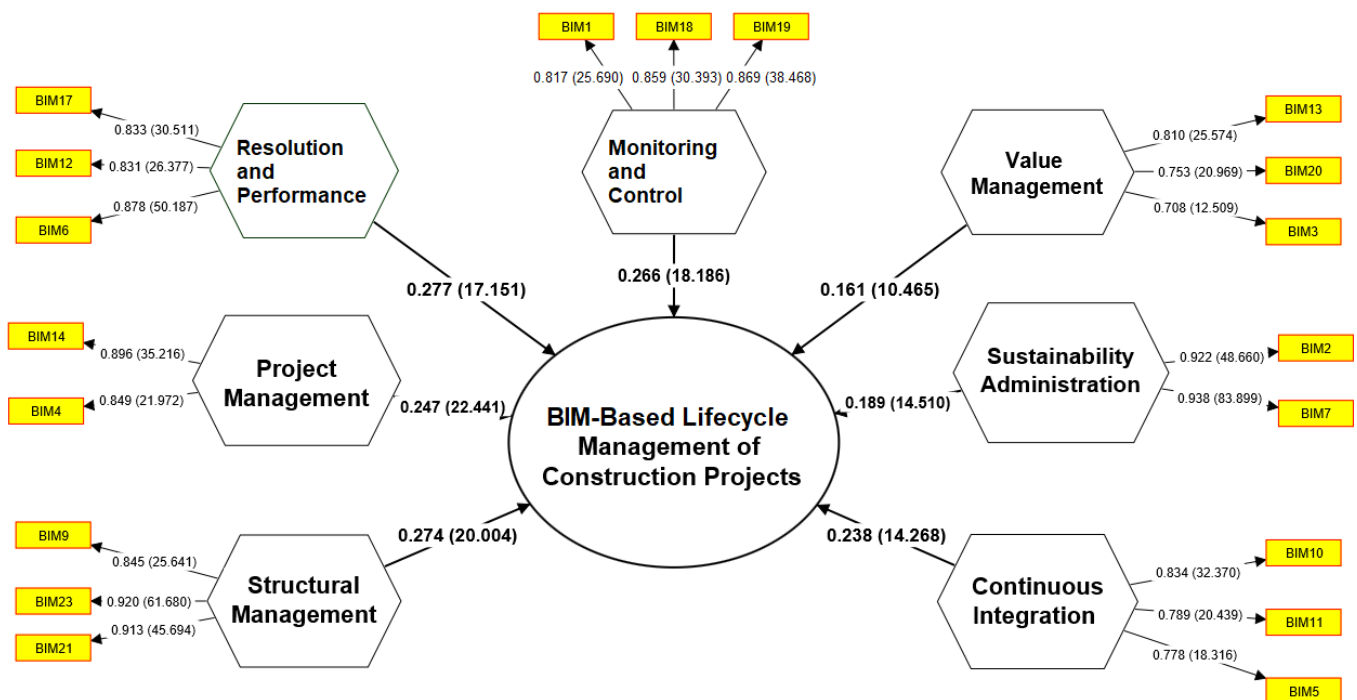 BIM1
BIM18
BIM19
0.817 (25.690)
0.859 (30.393)
0.869 (38.468)
Monitoring
and
Control
0.266 (18.186)
BIM17
BIM12
BIM6
0.833 (30.511)
0.831 (26.377)
0.878 (50.187)
Resolution
and
Performance
0.277 (17.151)
BIM13
BIM20
BIM3
0.810 (25.574)
0.753 (20.969)
0.708 (12.509)
Value
Management
0.161 (10.465)
BIM14
BIM4
0.896 (35.216)
0.849 (21.972)
Project
Management
0.247 (22.441)
BIM-Based Lifecycle
Management of
Construction Projects
Sustainability
Administration
0.189 (14.510)
0.922 (48.660)
0.938 (83.899)
BIM2
BIM7
BIM9
BIM23
BIM21
0.845 (25.641)
0.920 (61.680)
0.913 (45.694)
Structural
Management
0.274 (20.004)
0.238 (14.268)
Continuous
Integration
0.834 (32.370)
0.789 (20.439)
0.778 (18.316)
BIM10
BIM11
BIM5